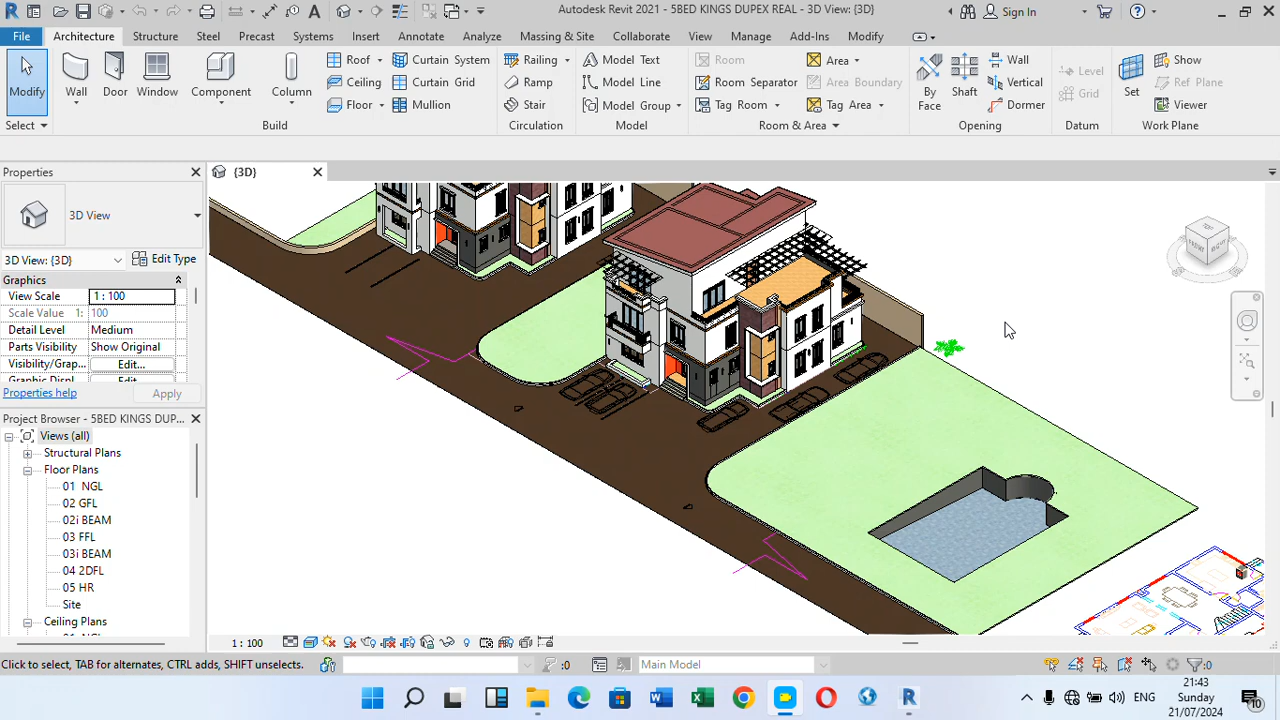 Autodesk Revit 2021 - 5BED KINGS DUPEX REAL - 3D View: {3D}
Sign In
File Architecture Structure Steel Precast Systems Insert Annotate Analyze Massing & Site Collaborate View Manage Add-Ins Modify
Modify Wall Door Window Component Column
Roof Curtain System
Ceiling Curtain Grid
Floor Mullion
Railing
Ramp
Stair
Model Text
Model Line
Model Group
Room
Room Separator
Tag Room
Area
Area Boundary
Tag Area
By Face
Shaft
Wall
Vertical
Dormer
Level
Grid
Set
Show
Ref Plane
Viewer
Select Build Circulation Model Room & Area Opening Datum Work Plane
Properties
{3D}
3D View
3D View: {3D} Edit Type
Graphics
View Scale 1 : 100
Scale Value 1: 100
Detail Level Medium
Parts Visibility Show Original
Visibility/Grap... Edit...
Graphic Displ Edit
Properties help Apply
Project Browser - 5BED KINGS DUP...
Views (all)
Structural Plans
Floor Plans
01 NGL
02 GFL
02i BEAM
03 FFL
03i BEAM
04 2DFL
05 HR
Site
Ceiling Plans
TOP
FRONT
RIGHT
1 : 100
Click to select, TAB for alternates, CTRL adds, SHIFT unselects.
:0
Main Model
:0
ENG
21:43
Sunday
21/07/2024
10